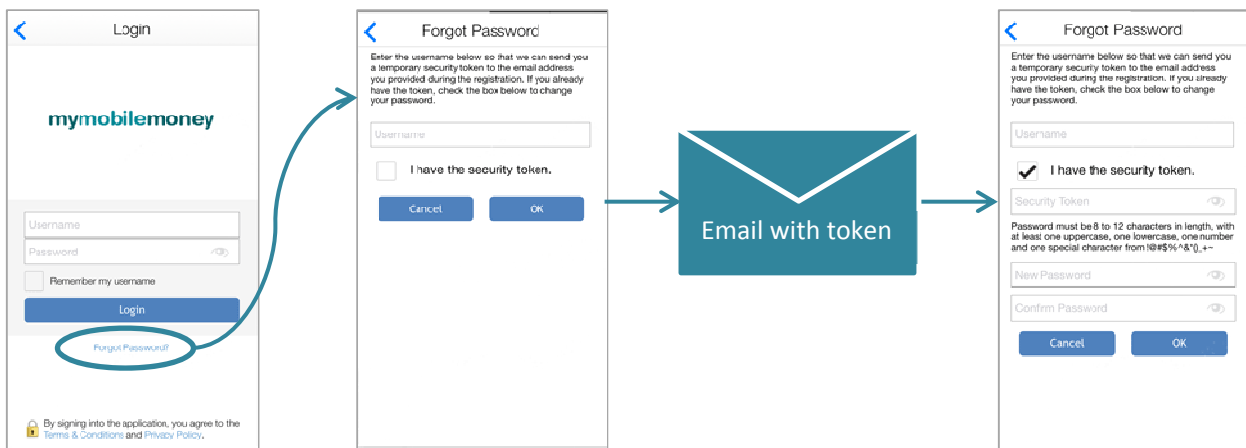 Login
mymobilemoney
Username
Password
Remember my username
Login
Forgot Password?
By signing into the application, you agree to the
Terms & Conditions and Privacy Policy.
Forgot Password
Enter the username below so that we can send you
a temporary security token to the email address
you provided during the registration. If you already
have the token, check the box below to change
your password.
Username
I have the security token.
Cancel
OK
Email with token
Forgot Password
Enter the username below so that we can send you
a temporary security token to the email address
you provided during the registration. If you already
have the token, check the box below to change
your password.
Username
I have the security token.
Security Token
Password must be 8 to 12 characters in length, with
at least one uppercase, one lowercase, one number
and one special character from !@#$%^&*()_+~
New Password
Confirm Password
Cancel
OK